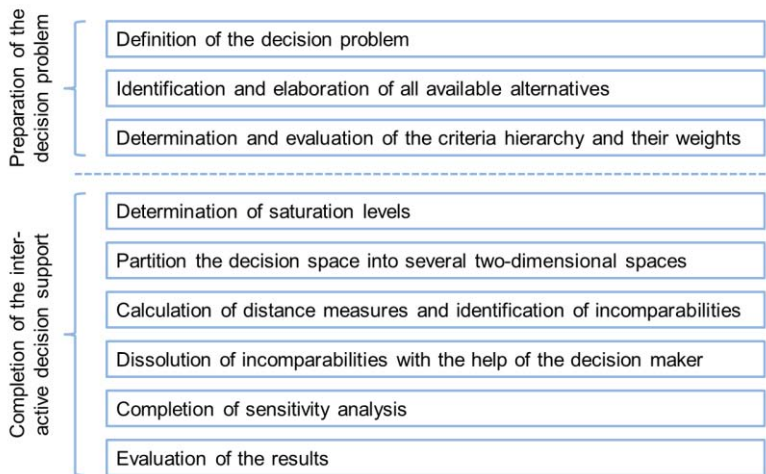 Preparation of the
decision problem
Definition of the decision problem
Identification and elaboration of all available alternatives
Determination and evaluation of the criteria hierarchy and their weights
Completion of the inter-
active decision support
Determination of saturation levels
Partition the decision space into several two-dimensional spaces
Calculation of distance measures and identification of incomparabilities
Dissolution of incomparabilities with the help of the decision maker
Completion of sensitivity analysis
Evaluation of the results